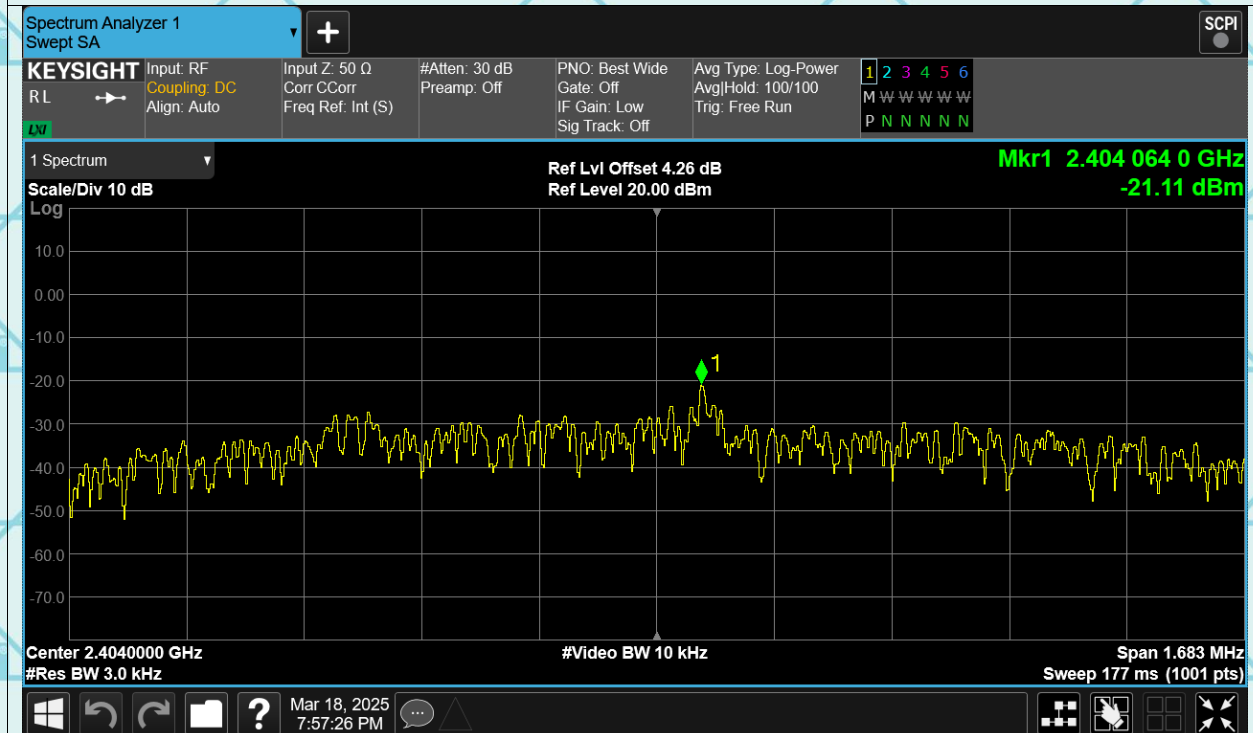 Spectrum Analyzer 1
Swept SA
+
SCPI
KEYSIGHT
R L
LXI
Input: RF
Coupling: DC
Align: Auto
Input Z: 50 Ω
Corr CCorr
Freq Ref: Int (S)
#Atten: 30 dB
Preamp: Off
PNO: Best Wide
Gate: Off
IF Gain: Low
Sig Track: Off
Avg Type: Log-Power
Avg|Hold: 100/100
Trig: Free Run
1 2 3 4 5 6
M W W W W W
P N N N N N
1 Spectrum
Scale/Div 10 dB
Log
Ref Lvl Offset 4.26 dB
Ref Level 20.00 dBm
Mkr1 2.404 064 0 GHz
-21.11 dBm
10.0
0.00
-10.0
1
-20.0
-30.0
-40.0
-50.0
-60.0
-70.0
Center 2.4040000 GHz
#Res BW 3.0 kHz
#Video BW 10 kHz
Span 1.683 MHz
Sweep 177 ms (1001 pts)
?
Mar 18, 2025
7:57:26 PM